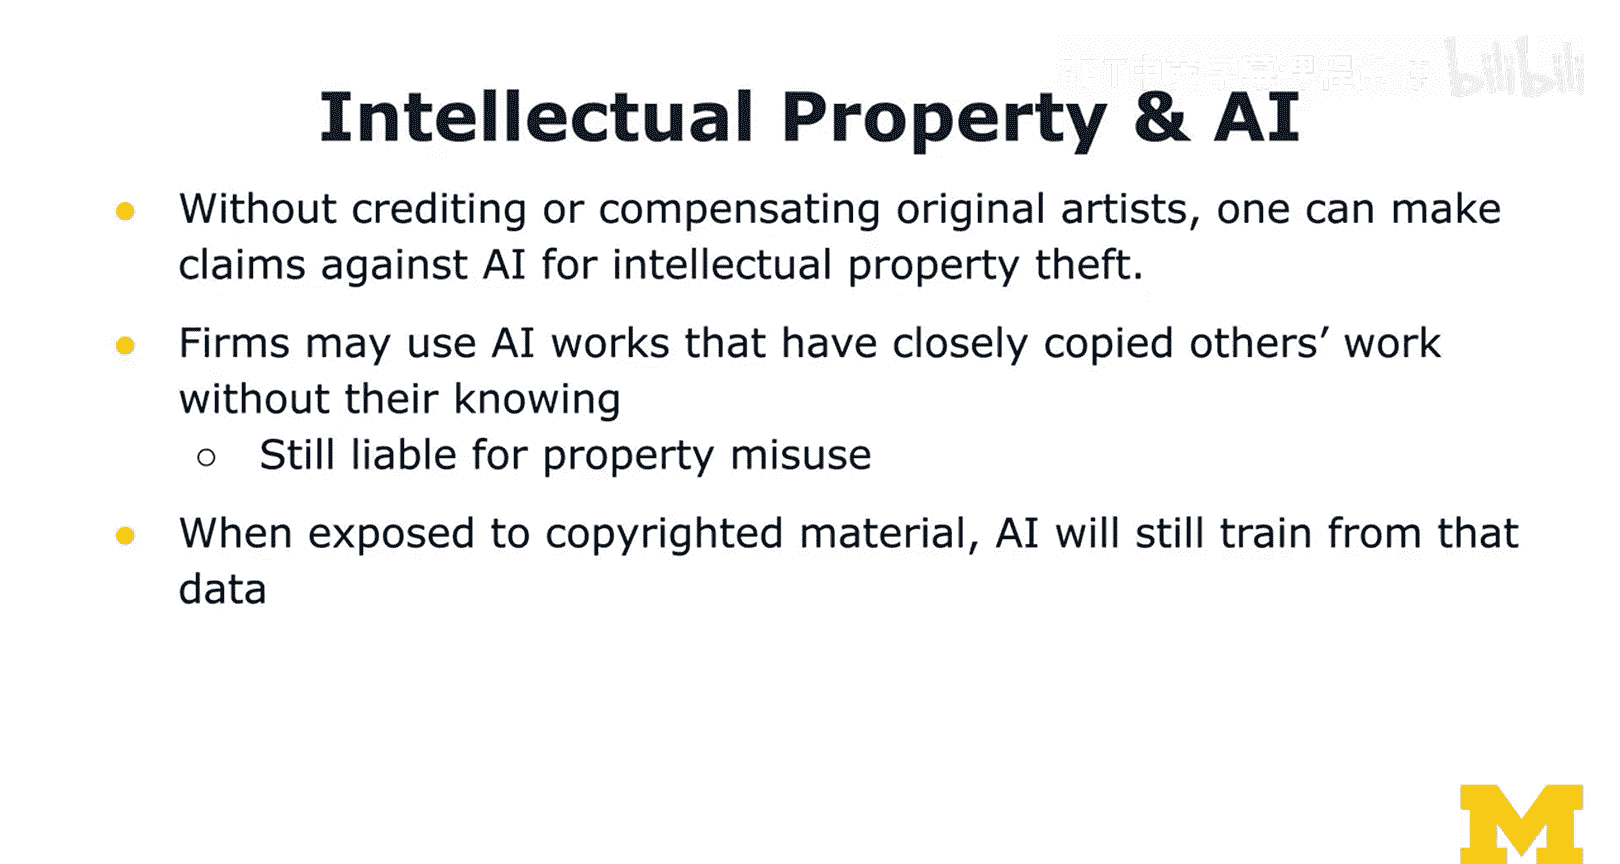 bilibili
Intellectual Property & AI
Without crediting or compensating original artists, one can make
claims against AI for intellectual property theft.
Firms may use AI works that have closely copied others’ work
without their knowing
Still liable for property misuse
When exposed to copyrighted material, AI will still train from that
data
M